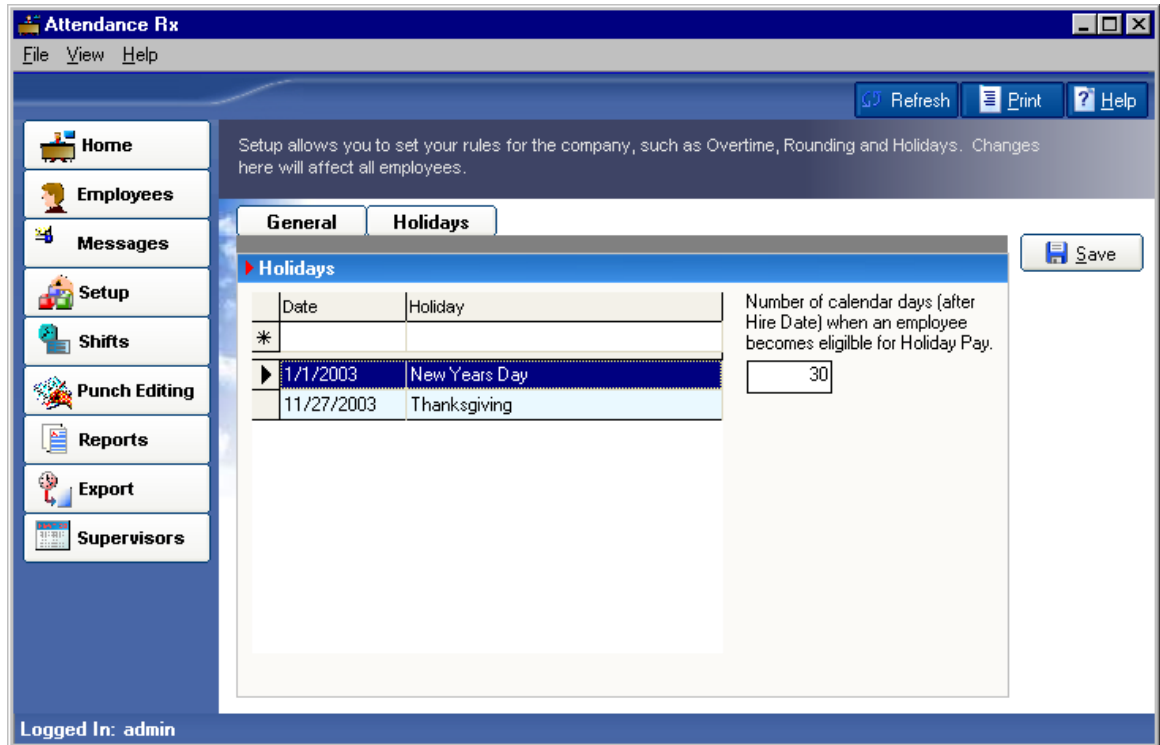 Attendance Rx
File View Help
Refresh Print Help
Home
Employees
Messages
Setup
Shifts
Punch Editing
Reports
Export
Supervisors
Setup allows you to set your rules for the company, such as Overtime, Rounding and Holidays. Changes
here will affect all employees.
General Holidays
Save
Holidays
Date Holiday
1/1/2003 New Years Day
11/27/2003 Thanksgiving
Number of calendar days (after
Hire Date) when an employee
becomes eligilble for Holiday Pay.
30
Logged In: admin